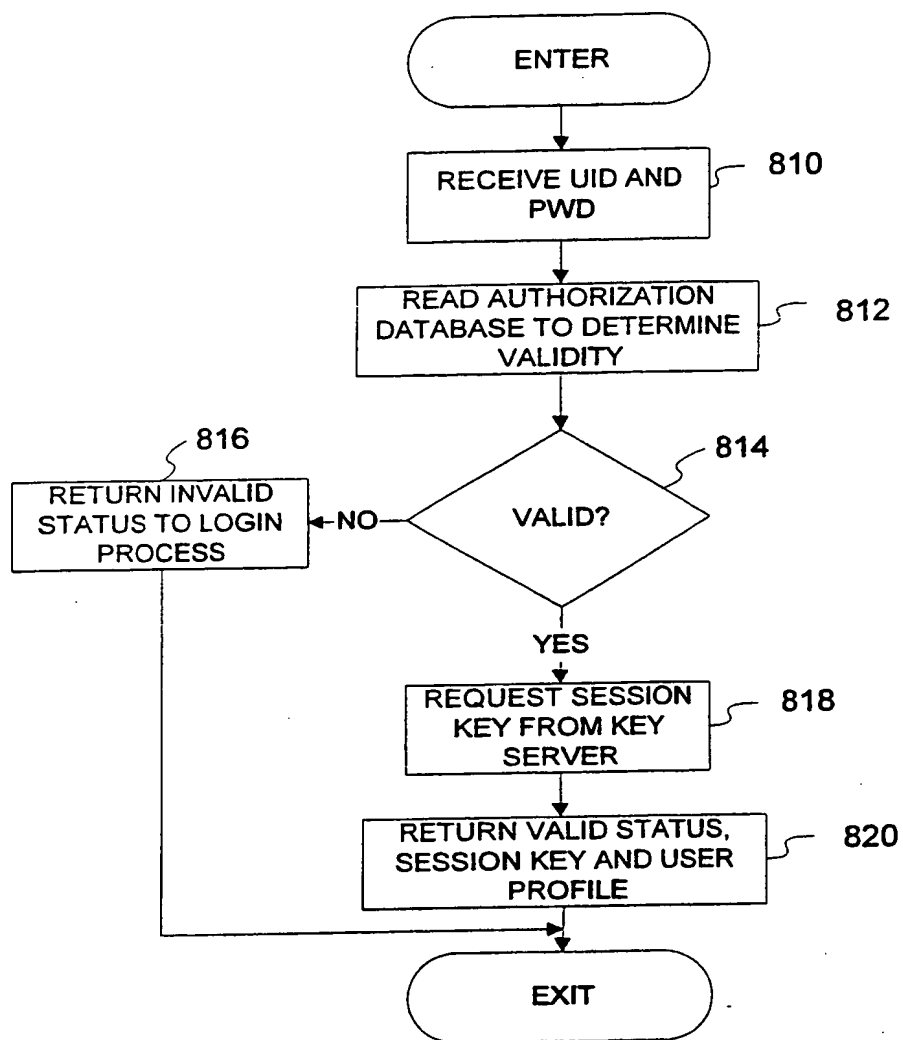 ENTER
RECEIVE UID AND
PWD
810
READ AUTHORIZATION
DATABASE TO DETERMINE
VALIDITY
812
VALID?
814
NO
816
RETURN INVALID
STATUS TO LOGIN
PROCESS
YES
REQUEST SESSION
KEY FROM KEY
SERVER
818
RETURN VALID STATUS,
SESSION KEY AND USER
PROFILE
820
EXIT